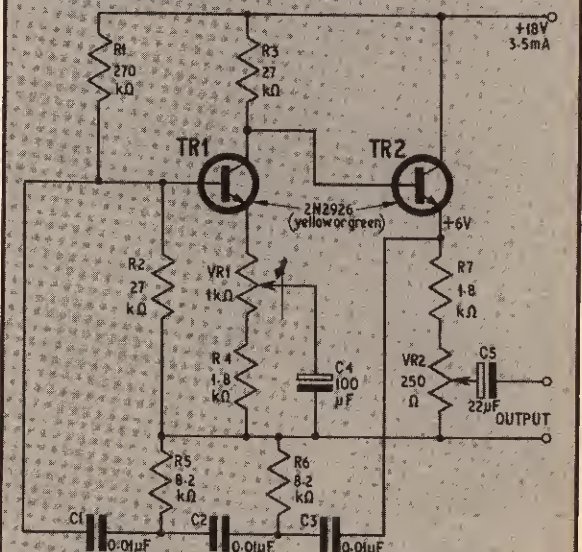 +18V
3·5mA
R1
270
kΩ
R3
27
kΩ
TR1
TR2
2N2926
(yellow or green)
+6V
R2
27
kΩ
VR1
1kΩ
R7
1·8
kΩ
R4
1·8
kΩ
C4
100
µF
VR2
250
Ω
C5
22µF
OUTPUT
R5
8·2
kΩ
R6
8·2
kΩ
C1
0.01µF
C2
0.01µF
C3
0.01µF